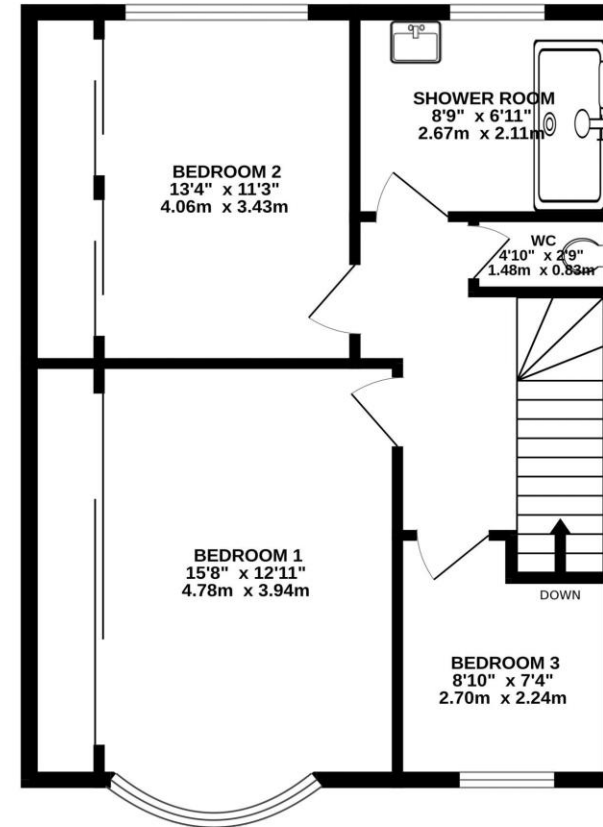 SHOWER ROOM
8'9" x 6'11"
2.67m x 2.11m
BEDROOM 2
13'4" x 11'3"
4.06m x 3.43m
WC
4'10" x 2'9"
1.48m x 0.83m
BEDROOM 1
15'8" x 12'11"
4.78m x 3.94m
DOWN
BEDROOM 3
8'10" x 7'4"
2.70m x 2.24m